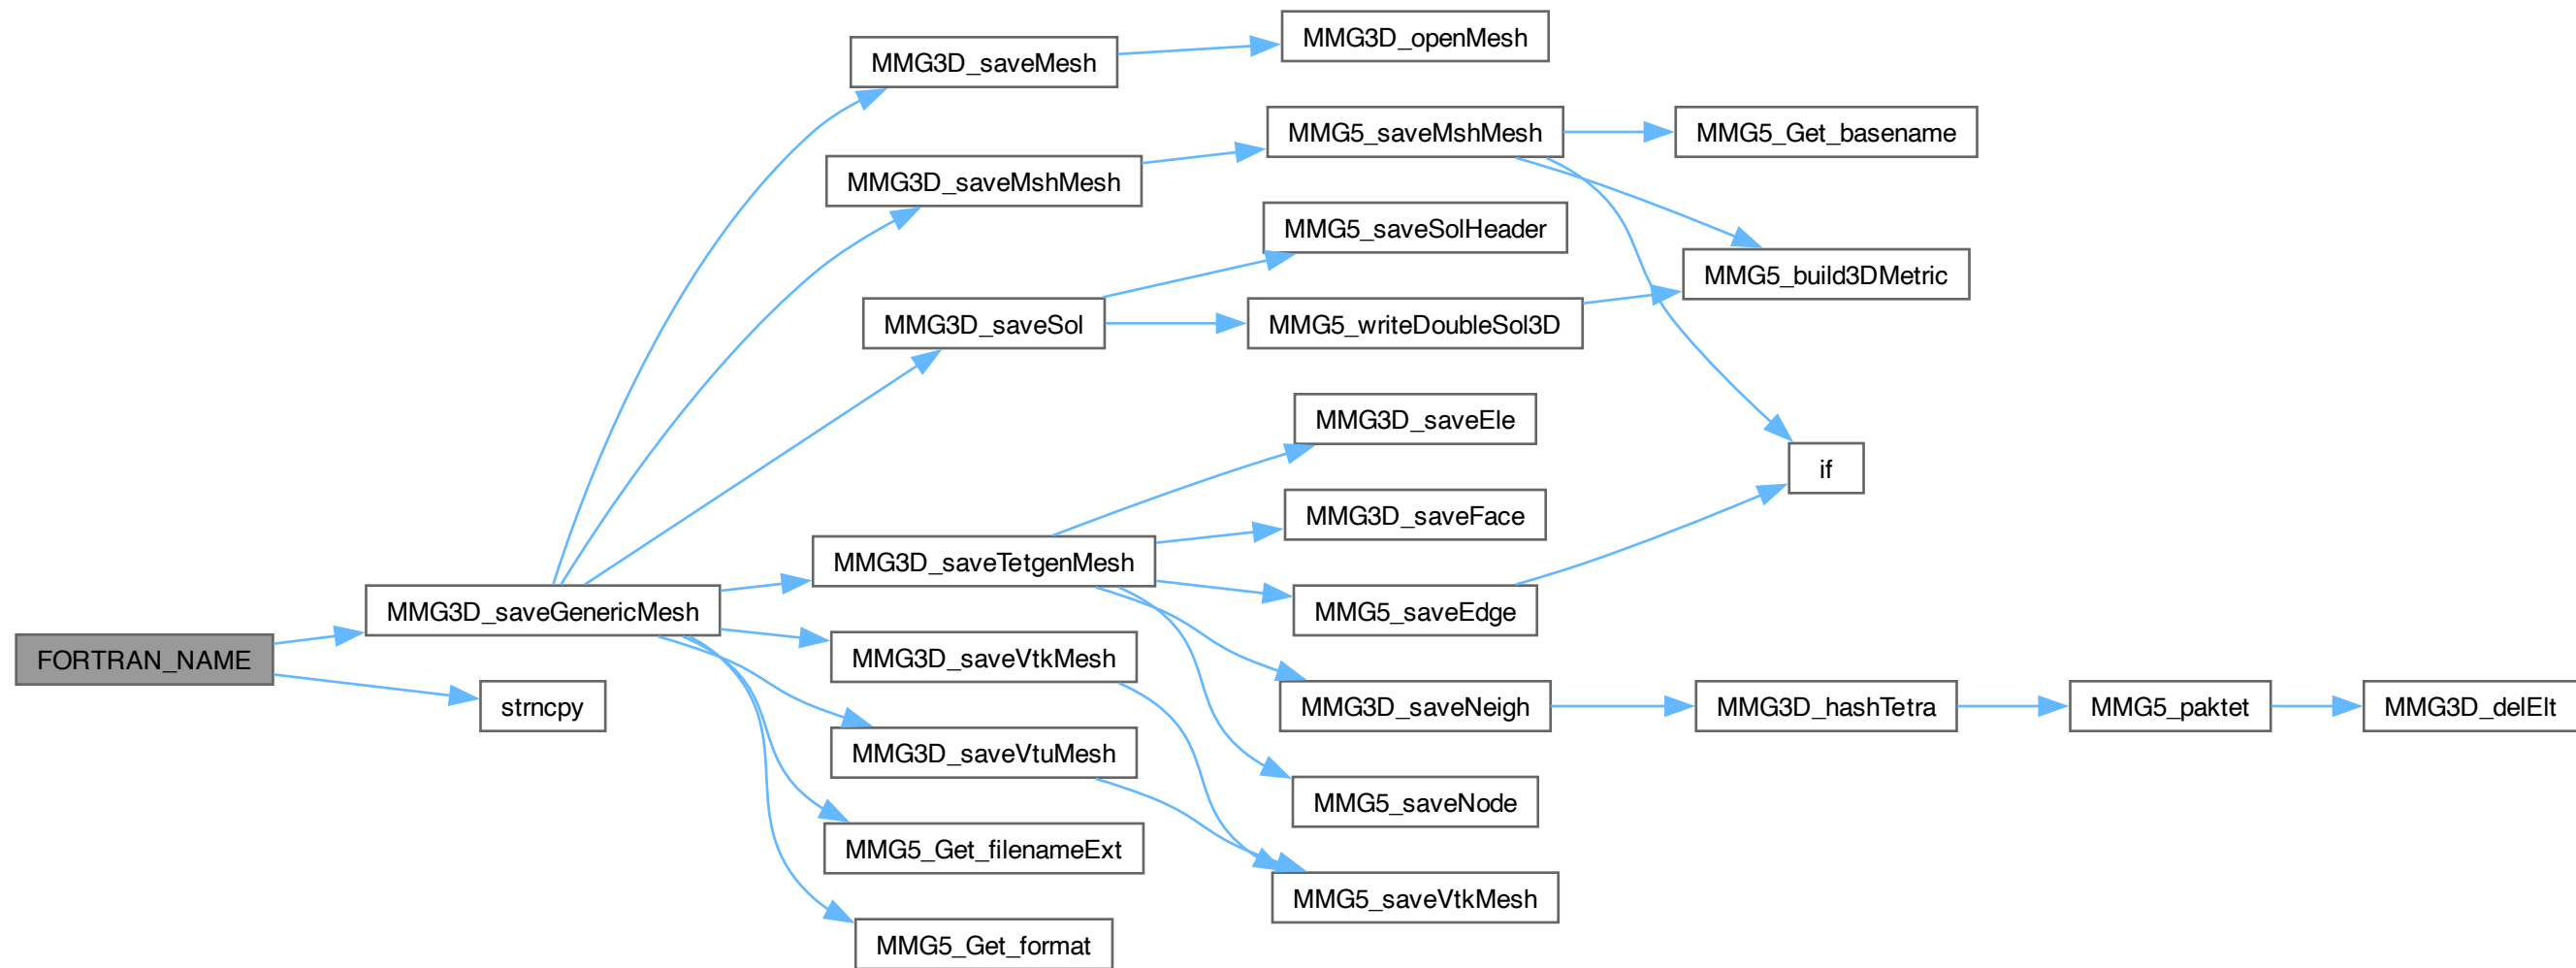 MMG3D_openMesh
MMG3D_saveMesh
MMG5_saveMshMesh
MMG5_Get_basename
MMG3D_saveMshMesh
MMG5_saveSolHeader
MMG5_build3DMetric
MMG3D_saveSol
MMG5_writeDoubleSol3D
MMG3D_saveEle
if
MMG3D_saveFace
MMG3D_saveTetgenMesh
MMG3D_saveGenericMesh
MMG5_saveEdge
FORTRAN_NAME
MMG3D_saveVtkMesh
strncpy
MMG3D_saveNeigh
MMG3D_hashTetra
MMG5_paktet
MMG3D_delElt
MMG3D_saveVtuMesh
MMG5_saveNode
MMG5_Get_filenameExt
MMG5_saveVtkMesh
MMG5_Get_format